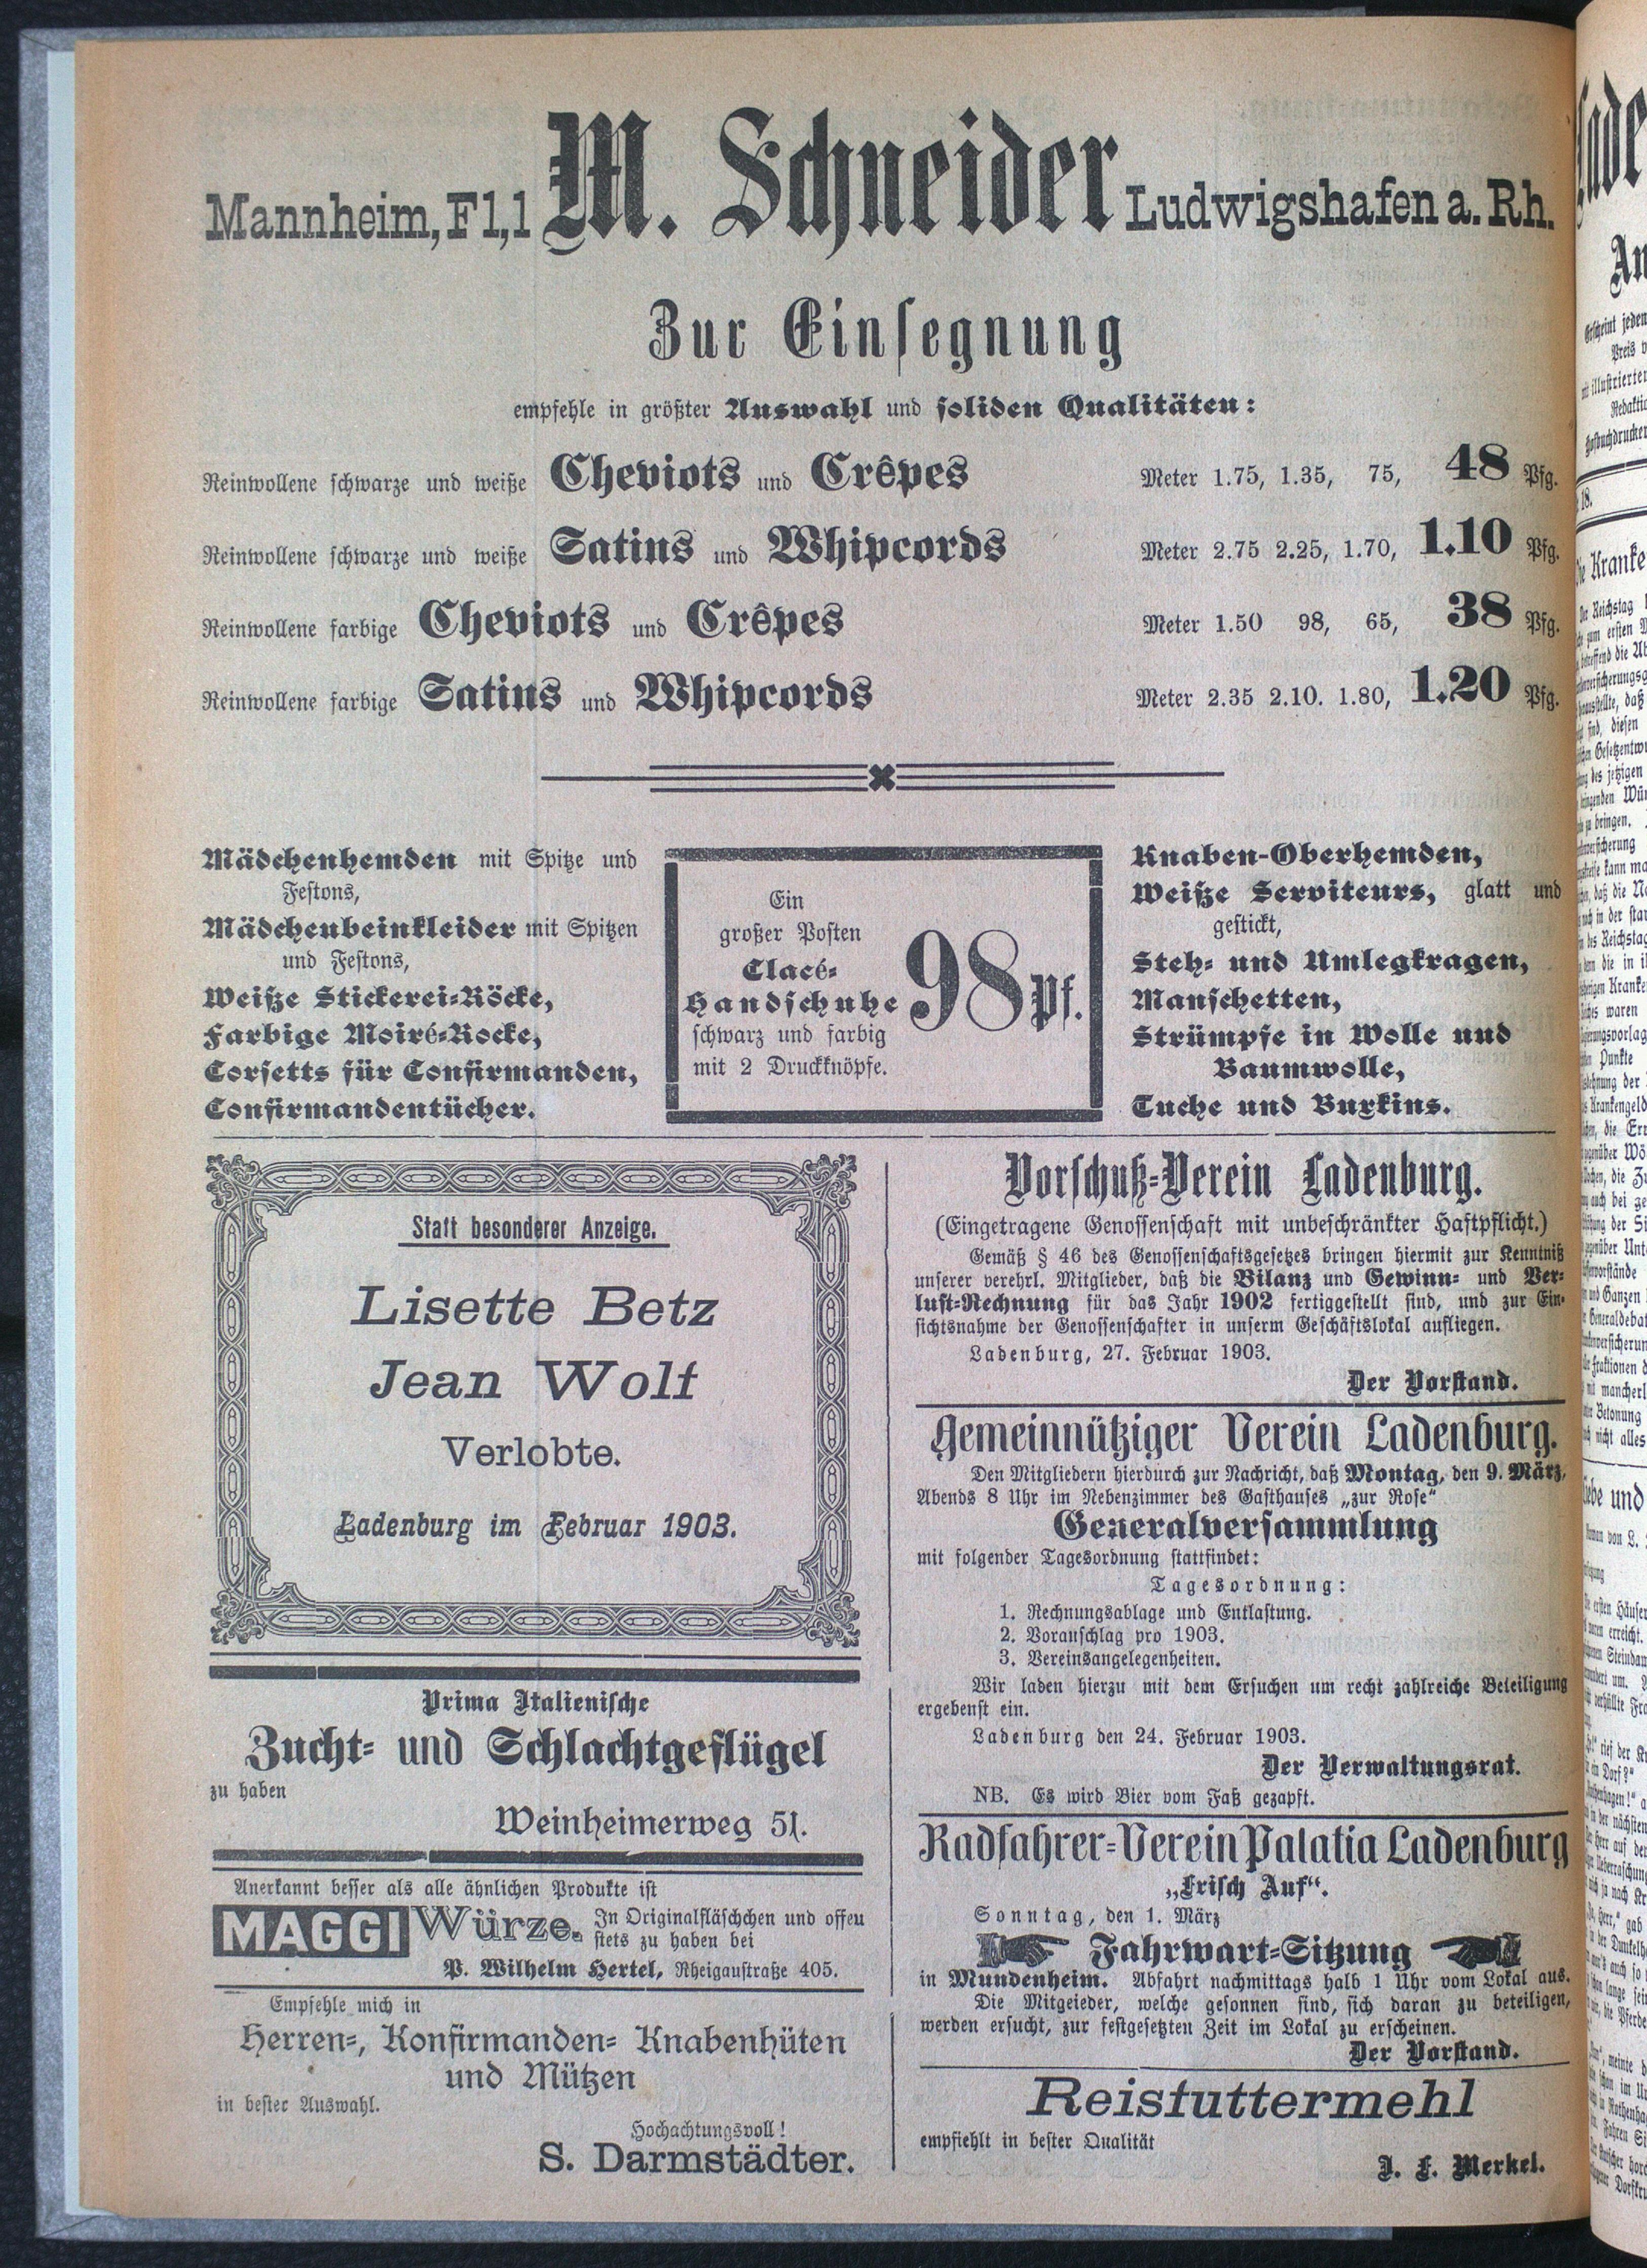 Mannheim, F 1, 1 M. Schneider Ludwigshafen a. Rh.
Zur Einsegnung
empfehle in größter Auswahl und soliden Qualitäten:
Reinwollene schwarze und weiße Cheviots und Crêpes Meter 1.75, 1.35, 75, 48 Pfg.
Reinwollene schwarze und weiße Satins und Whipcords Meter 2.75 2.25, 1.70, 1.10 Pfg.
Reinwollene farbige Cheviots und Crêpes Meter 1.50 98, 65, 38 Pfg.
Reinwollene farbige Satins und Whipcords Meter 2.35 2.10. 1.80, 1.20 Pfg.
Mädchenhemden mit Spitze und
Festons,
Mädchenbeinkleider mit Spitzen
und Festons,
Weiße Stickerei-Röcke,
Farbige Moiré-Rocke,
Corsetts für Confirmanden,
Confirmandentücher.
Ein
großer Posten
Clacé-
Handschuhe
schwarz und farbig
mit 2 Druckknöpfe.
98 Pf.
Knaben-Oberhemden,
Weiße Serviteurs, glatt und
gestickt,
Steh- und Umlegkragen,
Manschetten,
Strümpfe in Wolle und
Baumwolle,
Tuche und Buxkins.
Statt besonderer Anzeige.
Lisette Betz
Jean Wolf
Verlobte.
Ladenburg im Februar 1903.
Prima Italienische
Zucht- und Schlachtgeflügel
zu haben
Weinheimerweg 51.
Anerkannt besser als alle ähnlichen Produkte ist
MAGGI Würze. In Originalfläschchen und offeu
stets zu haben bei
P. Wilhelm Hertel, Rheigaustraße 405.
Empfehle mich in
Herren-, Konfirmanden- Knabenhüten
und Mützen
in bester Auswahl.
Hochachtungsvoll!
S. Darmstädter.
Vorschuß-Verein Ladenburg.
(Eingetragene Genossenschaft mit unbeschränkter Haftpflicht.)
Gemäß § 46 des Genossenschaftsgesetzes bringen hiermit zur Kenntniß
unserer verehrl. Mitglieder, daß die Bilanz und Gewinn- und Ver-
lust-Rechnung für das Jahr 1902 fertiggestellt sind, und zur Ein-
sichtsnahme der Genossenschafter in unserm Geschäftslokal aufliegen.
Ladenburg, 27. Februar 1903.
Der Vorstand.
Gemeinnütziger Verein Ladenburg.
Den Mitgliedern hierdurch zur Nachricht, daß Montag, den 9. März,
Abends 8 Uhr im Nebenzimmer des Gasthauses „zur Rose“
Generalversammlung
mit folgender Tagesordnung stattfindet:
Tagesordnung:
1. Rechnungsablage und Entlastung.
2. Voranschlag pro 1903.
3. Vereinsangelegenheiten.
Wir laden hierzu mit dem Ersuchen um recht zahlreiche Beteiligung
ergebenst ein.
Ladenburg den 24. Februar 1903.
Der Verwaltungsrat.
NB. Es wird Bier vom Faß gezapft.
Radfahrer-Verein Palatia Ladenburg
„Frisch Auf“.
Sonntag, den 1. März
Fahrwart-Sitzung
in Mundenheim. Abfahrt nachmittags halb 1 Uhr vom Lokal aus.
Die Mitgeieder, welche gesonnen sind, sich daran zu beteiligen,
werden ersucht, zur festgesetzten Zeit im Lokal zu erscheinen.
Der Vorstand.
Reisfuttermehl
empfiehlt in bester Qualität
J. F. Merkel.